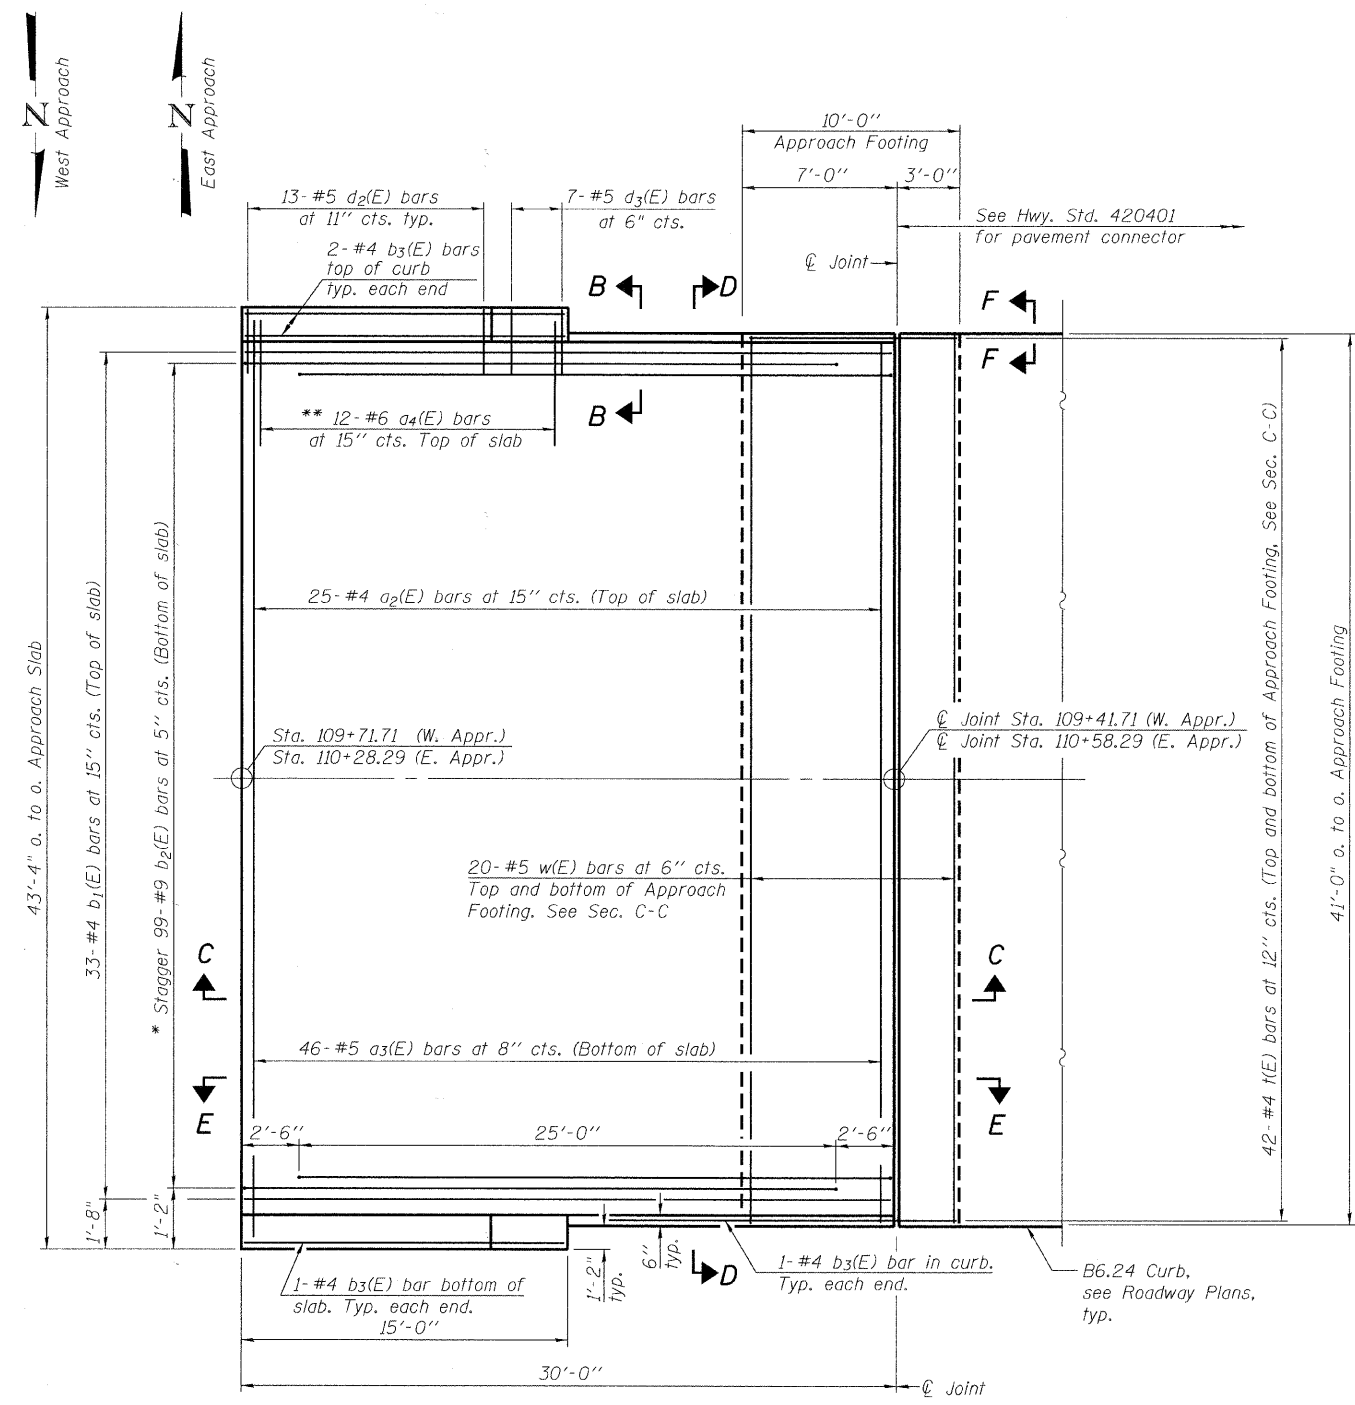 N
West Approach
N
East Approach
10'-0"
Approach Footing
7'-0"
3'-0"
13- #5 d2(E) bars
at 11" cts. typ.
7- #5 d3(E) bars
at 6" cts.
See Hwy. Std. 420401
for pavement connector
2- #4 b3(E) bars
top of curb
typ. each end
℄ Joint
B
D
F
F
B
** 12- #6 a4(E) bars
at 15" cts. Top of slab
43'-4" o. to o. Approach Slab
33- #4 b1(E) bars at 15" cts. (Top of slab)
* Stagger 99- #9 b2(E) bars at 5" cts. (Bottom of slab)
25- #4 a2(E) bars at 15" cts. (Top of slab)
42- #4 t(E) bars at 12" cts. (Top and bottom of Approach Footing, See Sec. C-C)
41'-0" o. to o. Approach Footing
Sta. 109+71.71 (W. Appr.)
Sta. 110+28.29 (E. Appr.)
℄ Joint Sta. 109+41.71 (W. Appr.)
℄ Joint Sta. 110+58.29 (E. Appr.)
20- #5 w(E) bars at 6" cts.
Top and bottom of Approach
Footing. See Sec. C-C
C
C
46- #5 a3(E) bars at 8" cts. (Bottom of slab)
E
E
2'-6"
25'-0"
2'-6"
1'-8"
1'-2"
1- #4 b3(E) bar bottom of
slab. Typ. each end.
1'-2"
typ.
6"
typ.
D
1- #4 b3(E) bar in curb.
Typ. each end.
B6.24 Curb,
see Roadway Plans,
typ.
15'-0"
30'-0"
℄ Joint